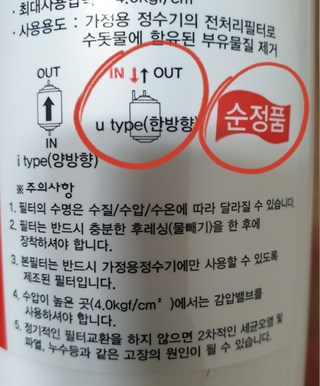 · 최대사용압력 : 4.0kgf/cm²
· 사용용도 : 가정용 정수기의 전처리필터로
수돗물에 함유된 부유물질 제거
OUT
IN
i type(양방향)
IN OUT
u type(한방향)
순정품
※ 주의사항
1. 필터의 수명은 수질/수압/수온에 따라 달라질 수 있습니다.
2. 필터는 반드시 충분한 후레싱(물빼기)을 한 후에
장착하셔야 합니다.
3. 본필터는 반드시 가정용정수기에만 사용할 수 있도록
제조된 필터입니다.
4. 수압이 높은 곳(4.0kgf/cm²)에서는 감압밸브를
사용하셔야 합니다.
5. 정기적인 필터교환을 하지 않으면 2차적인 세균오염 및
파열, 누수등과 같은 고장의 원인이 될 수 있습니다.